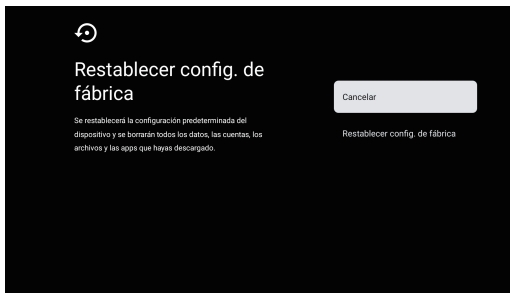 Restablecer config. de
fábrica
Se restablecerá la configuración predeterminada del
dispositivo y se borrarán todos los datos, las cuentas, los
archivos y las apps que hayas descargado.
Cancelar
Restablecer config. de fábrica